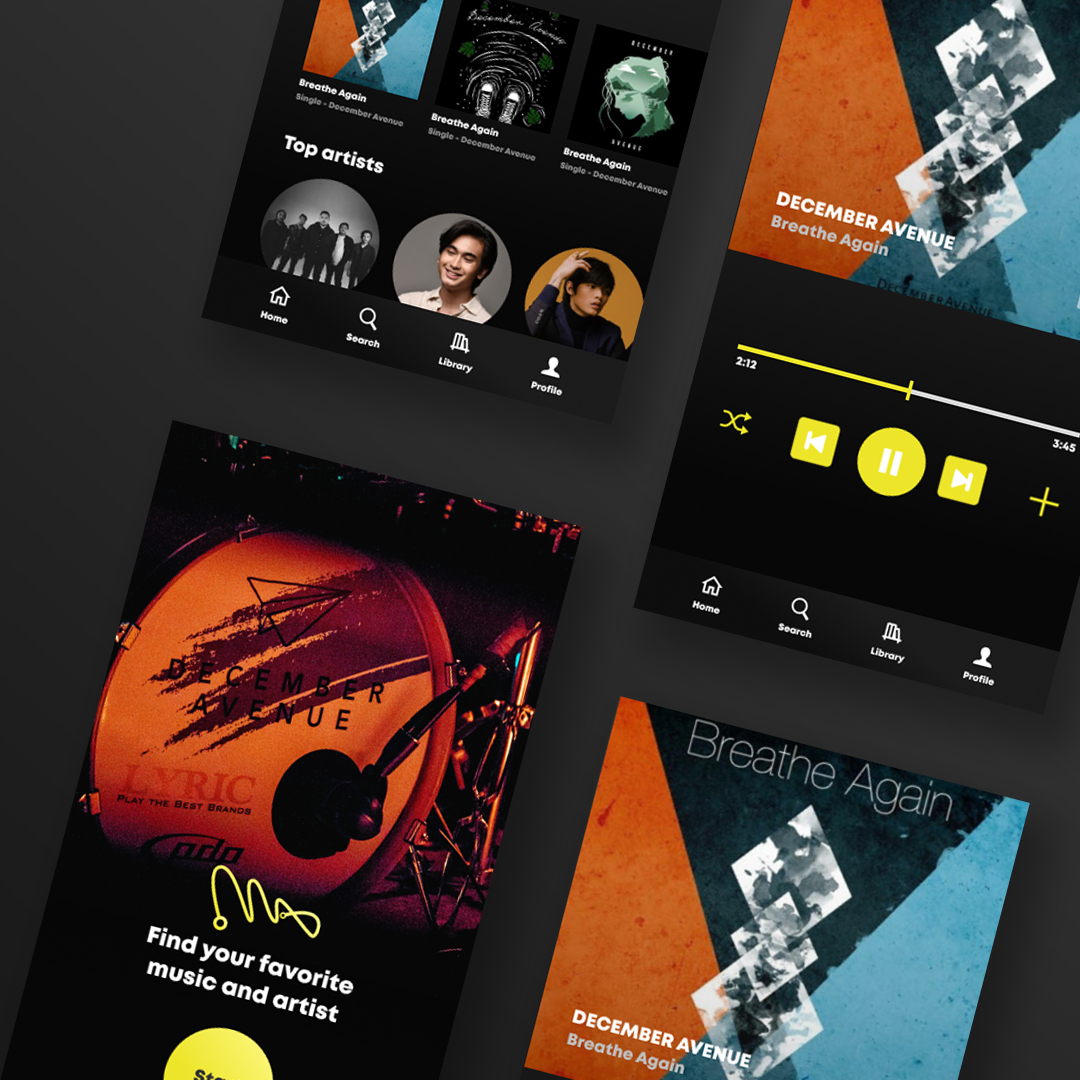 December Avenue
DECEMBER
AVENUE
Breathe Again
Single - December Avenue
Breathe Again
Single - December Avenue
Breathe Again
Single - December Avenue
Top artists
Home
Search
Library
Profile
DECEMBER AVENUE
Breathe Again
DECEMBER AVENUE
2:12
3:45
Home
Search
Library
Profile
DECEMBER
AVENUE
LYRIC
PLAY THE BEST BRANDS
Find your favorite
music and artist
Breathe Again
DECEMBER AVENUE
Breathe Again